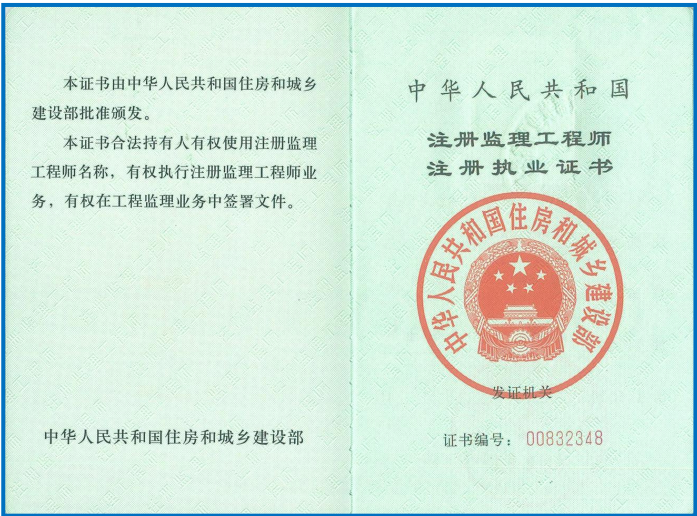 本证书由中华人民共和国住房和城乡
建设部批准颁发。
本证书合法持有人有权使用注册监理
工程师名称，有权执行注册监理工程师业
务，有权在工程监理业务中签署文件。
中华人民共和国住房和城乡建设部
中华人民共和国
注册监理工程师
注册执业证书
中华人民共和国住房和城乡建设部
发证机关
证书编号：00832348